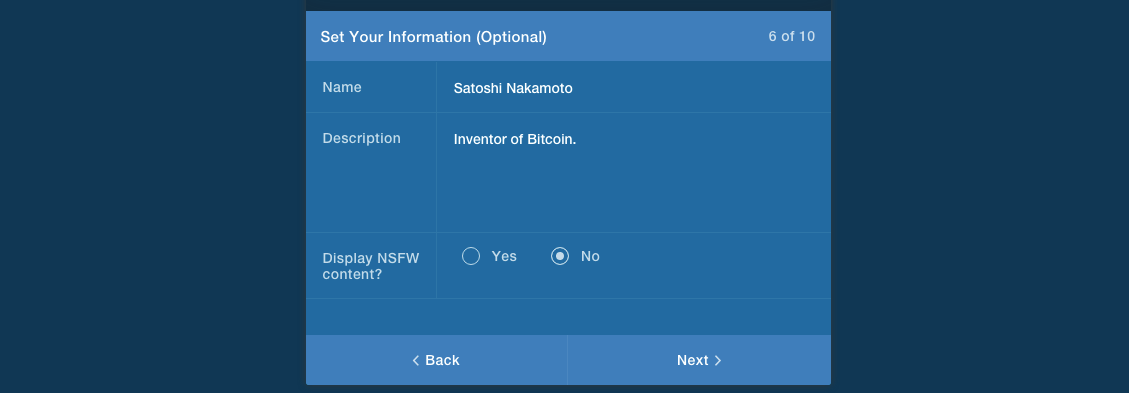 Set Your Information (Optional) 6 of 10
Name Satoshi Nakamoto
Description Inventor of Bitcoin.
Display NSFW content? Yes No
Back Next